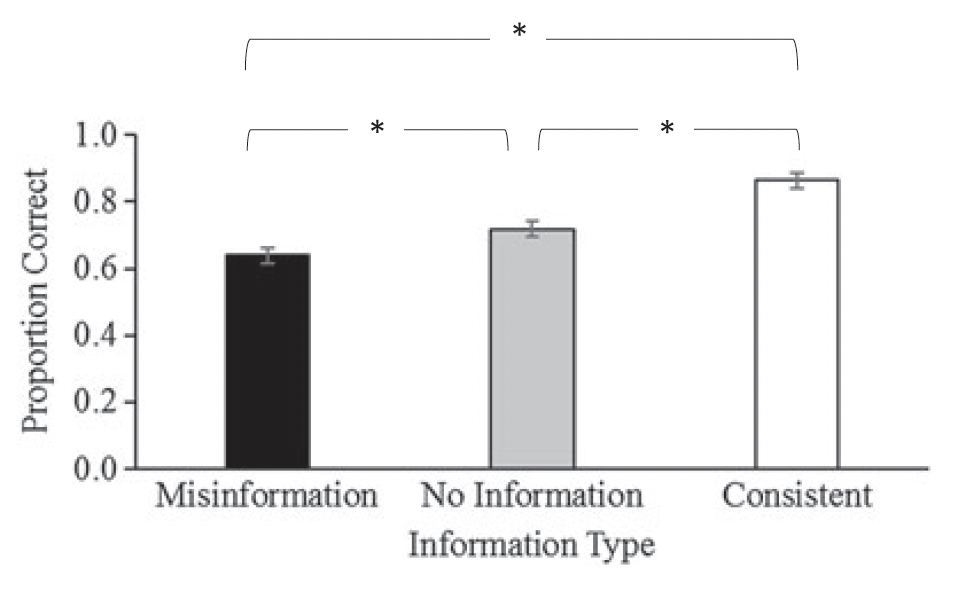 *
* *
1.0
0.8
0.6
0.4
0.2
0.0
Proportion Correct
Misinformation No Information Consistent
Information Type